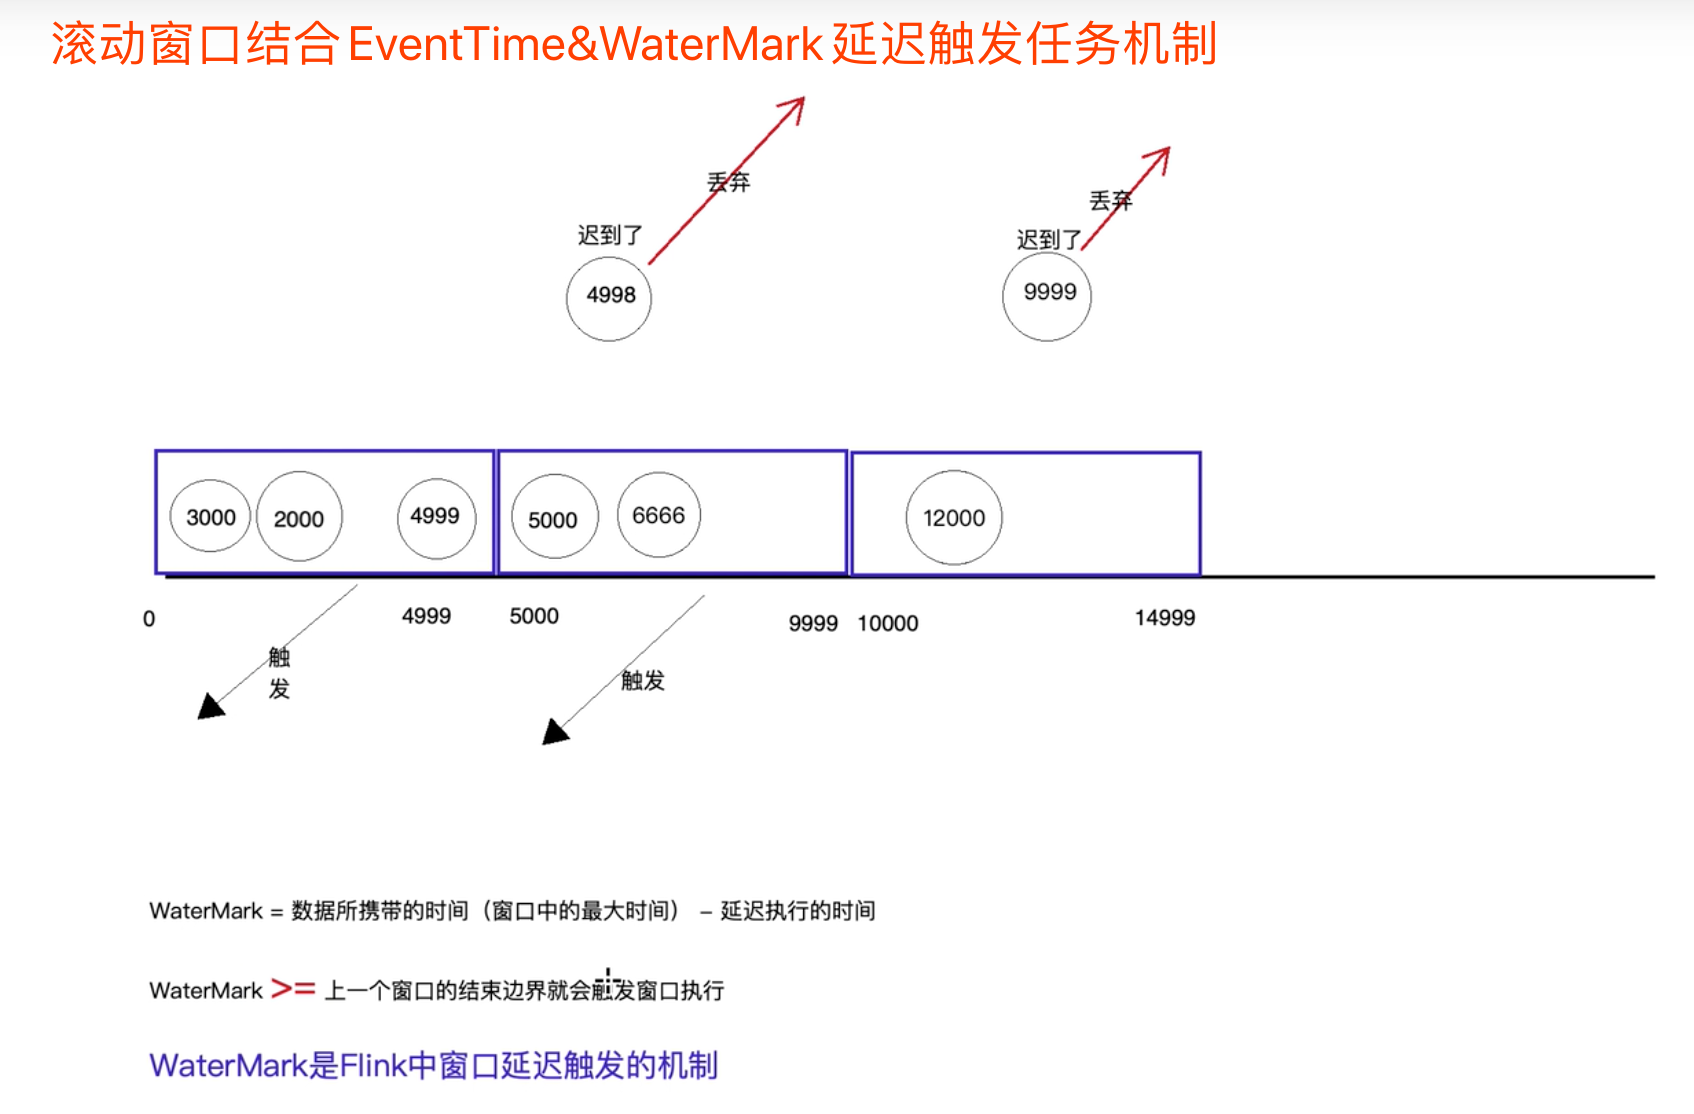 滚动窗口结合EventTime&WaterMark延迟触发任务机制
丢弃
丢弃
迟到了
迟到了
4998
9999
3000
2000
4999
5000
6666
12000
0
4999
5000
9999
10000
14999
触
发
触发
WaterMark = 数据所携带的时间（窗口中的最大时间） - 延迟执行的时间
WaterMark >= 上一个窗口的结束边界就会触发窗口执行
WaterMark是Flink中窗口延迟触发的机制